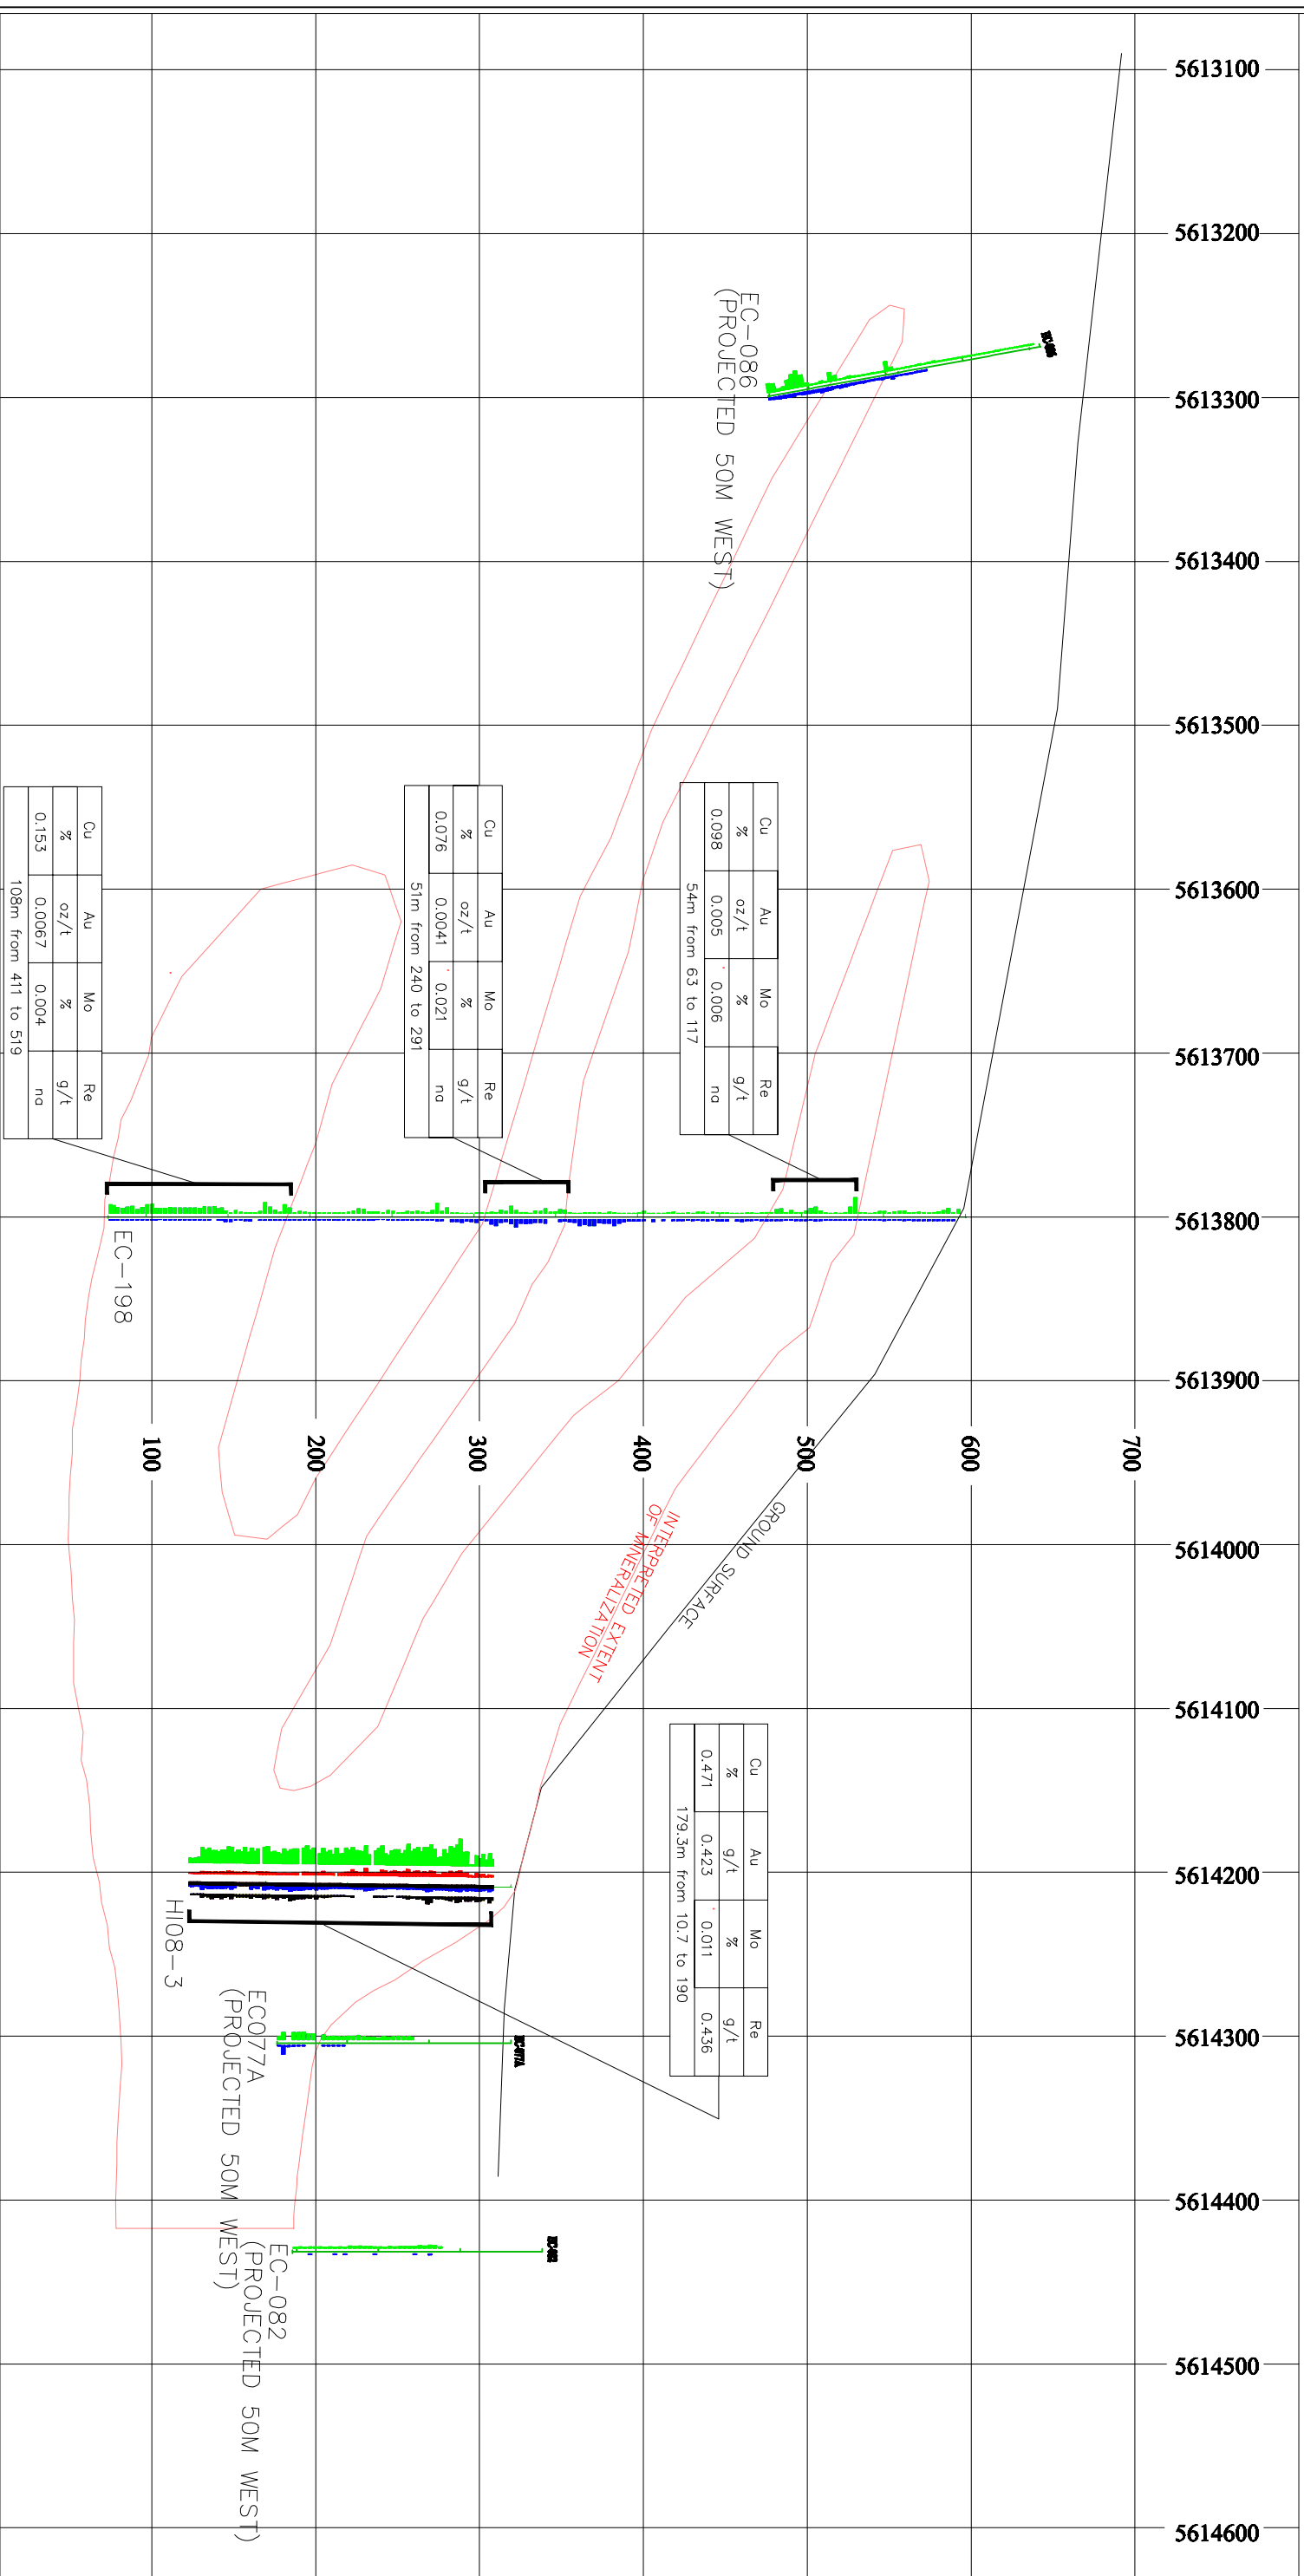 5613100
5613200
5613300
5613400
5613500
5613600
5613700
5613800
5613900
5614000
5614100
5614200
5614300
5614400
5614500
5614600
700
600
500
400
300
200
100
EC-086
EC-086
(PROJECTED 50M WEST)
Cu Au Mo Re
% oz/t % g/t
0.098 0.005 0.006 na
54m from 63 to 117
Cu Au Mo Re
% oz/t % g/t
0.076 0.0041 0.021 na
51m from 240 to 291
Cu Au Mo Re
% oz/t % g/t
0.153 0.0067 0.004 na
108m from 411 to 519
EC-198
GROUND SURFACE
INTERPRETED EXTENT
OF MINERALIZATION
Cu Au Mo Re
% g/t % g/t
0.471 0.423 0.011 0.436
179.3m from 10.7 to 190
HI08-3
EC-077A
EC077A
(PROJECTED 50M WEST)
EC-082
EC-082
(PROJECTED 50M WEST)